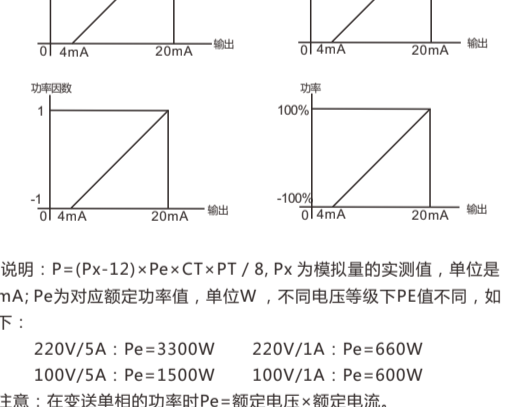 0 4mA 20mA 输出 0 4mA 20mA 输出
功率因数 功率
1 100%
-1 -100%
0 4mA 20mA 输出 0 4mA 20mA 输出
说明：P=(Px-12)×Pe×CT×PT / 8, Px 为模拟量的实测值，单位是
mA; Pe为对应额定功率值，单位W ，不同电压等级下PE值不同，如
下：
220V/5A：Pe=3300W 220V/1A：Pe=660W
100V/5A：Pe=1500W 100V/1A：Pe=600W
注意：在变送单相的功率时Pe=额定电压×额定电流。